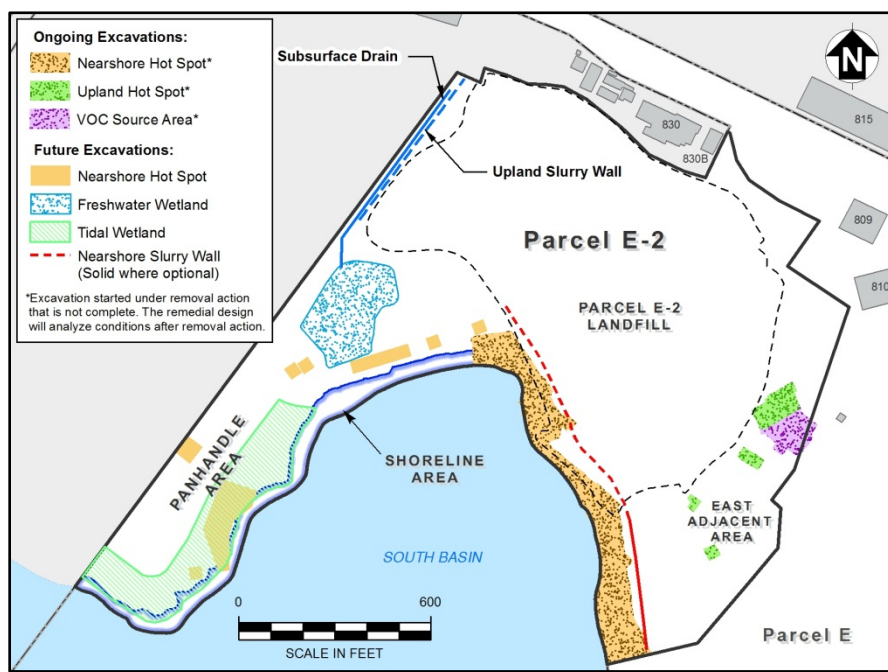 Ongoing Excavations:
Nearshore Hot Spot*
Upland Hot Spot*
VOC Source Area*
Future Excavations:
Nearshore Hot Spot
Freshwater Wetland
Tidal Wetland
Nearshore Slurry Wall
(Solid where optional)
*Excavation started under removal action
that is not complete. The remedial design
will analyze conditions after removal action.
Subsurface Drain
Upland Slurry Wall
N
830
830B
815
809
810
Parcel E-2
PARCEL E-2
LANDFILL
PANHANDLE
AREA
SHORELINE
AREA
EAST
ADJACENT
AREA
SOUTH BASIN
0
600
SCALE IN FEET
Parcel E